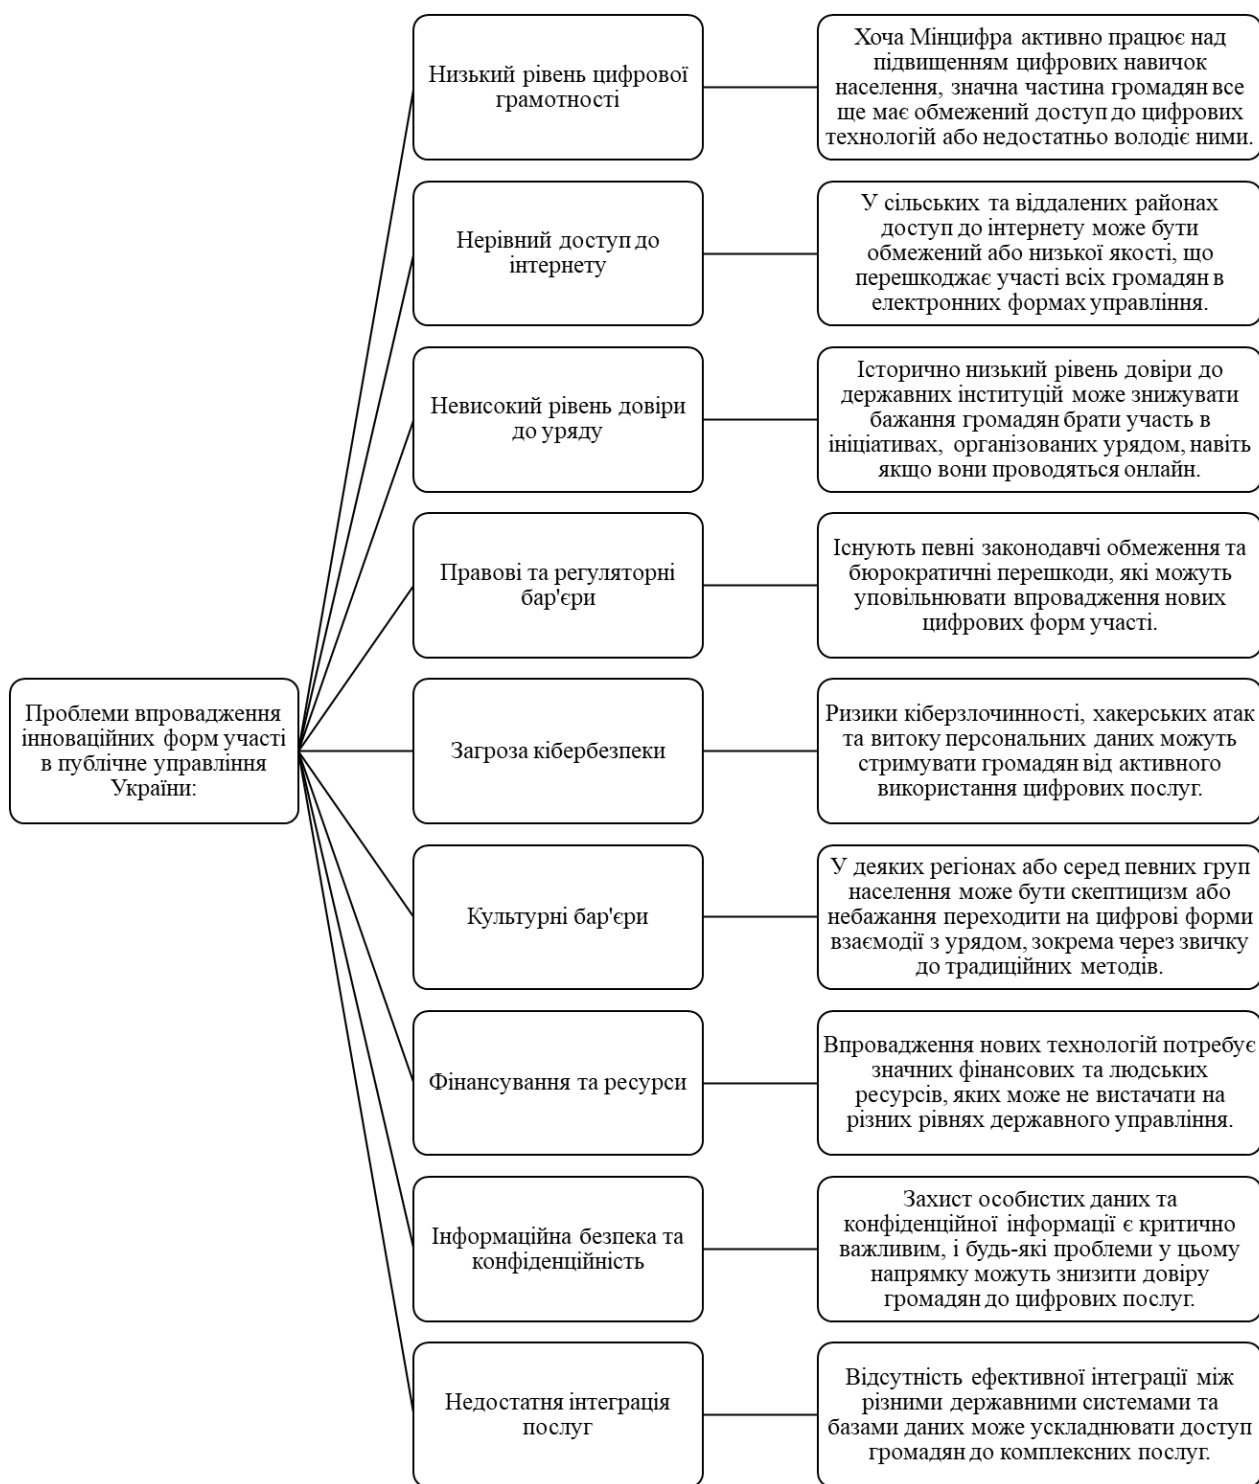 Проблеми впровадження
інноваційних форм участі
в публічне управління
України:
Низький рівень цифрової
грамотності
Хоча Мінцифра активно працює над
підвищенням цифрових навичок
населення, значна частина громадян все
ще має обмежений доступ до цифрових
технологій або недостатньо володіє ними.
Нерівний доступ до
інтернету
У сільських та віддалених районах
доступ до інтернету може бути
обмежений або низької якості, що
перешкоджає участі всіх громадян в
електронних формах управління.
Невисокий рівень довіри
до уряду
Історично низький рівень довіри до
державних інституцій може знижувати
бажання громадян брати участь в
ініціативах, організованих урядом, навіть
якщо вони проводяться онлайн.
Правові та регуляторні
бар'єри
Існують певні законодавчі обмеження та
бюрократичні перешкоди, які можуть
уповільнювати впровадження нових
цифрових форм участі.
Загроза кібербезпеки
Ризики кіберзлочинності, хакерських атак
та витоку персональних даних можуть
стримувати громадян від активного
використання цифрових послуг.
Культурні бар'єри
У деяких регіонах або серед певних груп
населення може бути скептицизм або
небажання переходити на цифрові форми
взаємодії з урядом, зокрема через звичку
до традиційних методів.
Фінансування та ресурси
Впровадження нових технологій потребує
значних фінансових та людських
ресурсів, яких може не вистачати на
різних рівнях державного управління.
Інформаційна безпека та
конфіденційність
Захист особистих даних та
конфіденційної інформації є критично
важливим, і будь-які проблеми у цьому
напрямку можуть знизити довіру
громадян до цифрових послуг.
Недостатня інтеграція
послуг
Відсутність ефективної інтеграції між
різними державними системами та
базами даних може ускладнювати доступ
громадян до комплексних послуг.